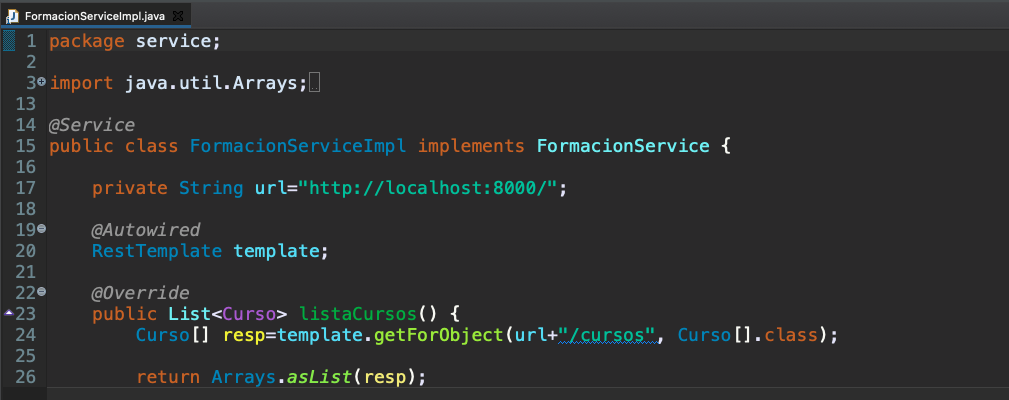 FormacionServiceImpl.java
1 package service;
2
3 import java.util.Arrays;
13
14 @Service
15 public class FormacionServiceImpl implements FormacionService {
16
17     private String url="http://localhost:8000/";
18
19     @Autowired
20     RestTemplate template;
21
22     @Override
23     public List<Curso> listaCursos() {
24         Curso[] resp=template.getForObject(url+"/cursos", Curso[].class);
25
26         return Arrays.asList(resp);